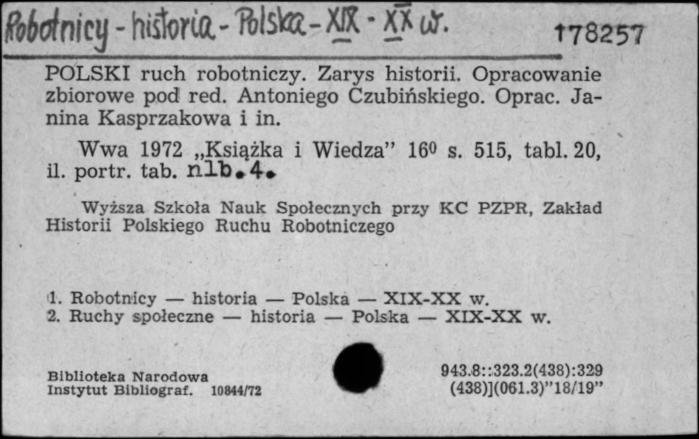 Robotnicy - historia - Polska - XIX - XX w. 178257
POLSKI ruch robotniczy. Zarys historii. Opracowanie
zbiorowe pod red. Antoniego Czubińskiego. Oprac. Ja-
nina Kasprzakowa i in.
Wwa 1972 „Książka i Wiedza” 16⁰ s. 515, tabl. 20,
il. portr. tab. nlb. 4.
Wyższa Szkoła Nauk Społecznych przy KC PZPR, Zakład
Historii Polskiego Ruchu Robotniczego
1. Robotnicy — historia — Polska — XIX-XX w.
2. Ruchy społeczne — historia — Polska — XIX-XX w.
Biblioteka Narodowa
Instytut Bibliograf. 10844/72
943.8::323.2(438):329
(438)](061.3)”18/19”